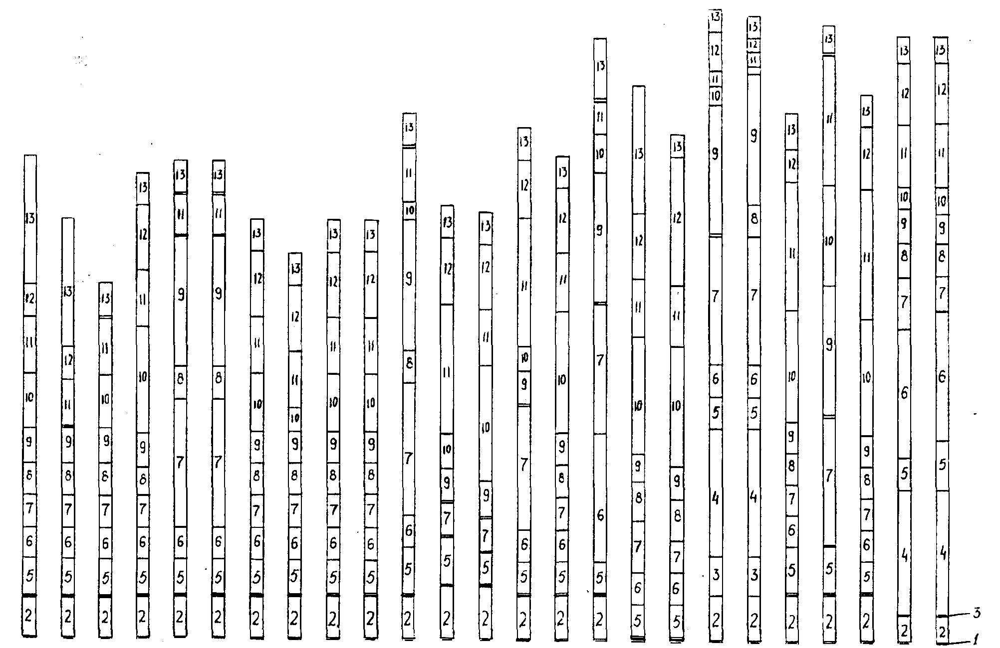 13 12 11 10 9 8 7 6 5 2
13 12 11 9 8 7 6 5 2
13 11 10 9 8 7 6 5 2
13 12 11 10 9 8 7 6 5 2
13 11 9 8 7 6 5 2
13 11 9 8 7 6 5 2
13 12 11 10 9 8 7 6 5 2
13 12 11 10 9 8 7 6 5 2
13 12 11 10 9 8 7 6 5 2
13 12 11 10 9 8 7 6 5 2
13 11 10 9 8 7 6 5 2
13 12 11 10 9 7 5 2
13 12 11 10 9 7 5 2
13 12 11 10 9 7 6 5 2
13 12 11 10 9 8 7 6 5 2
13 11 10 9 7 6 5 2
13 12 11 10 9 8 7 6 5
13 12 11 10 9 8 7 6 5
13 12 11 10 9 7 6 5 4 3 2
13 12 11 9 8 7 6 5 4 3 2
13 12 11 10 9 8 7 6 5 2
13 11 10 9 7 5 2
13 12 11 10 9 8 7 6 5 2
13 12 11 10 9 8 7 6 5 4 2
13 12 11 10 9 8 7 6 5 4 2
3
1